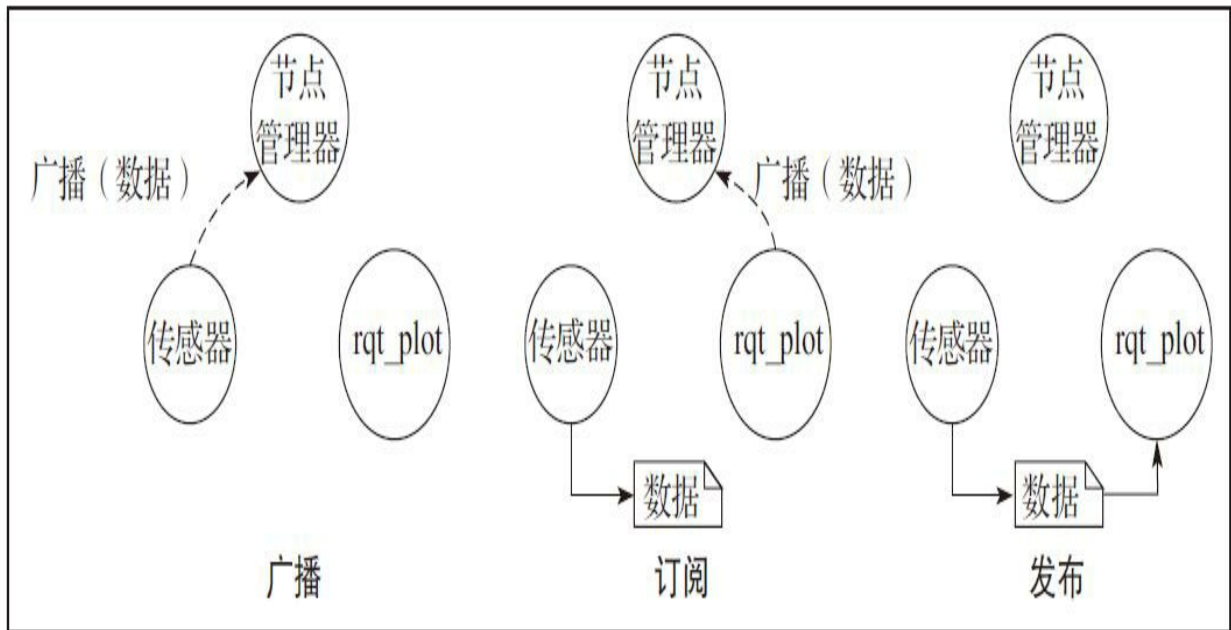 节点
管理器
广播（数据）
传感器
rqt_plot
广播
节点
管理器
广播（数据）
传感器
rqt_plot
数据
订阅
节点
管理器
传感器
rqt_plot
数据
发布